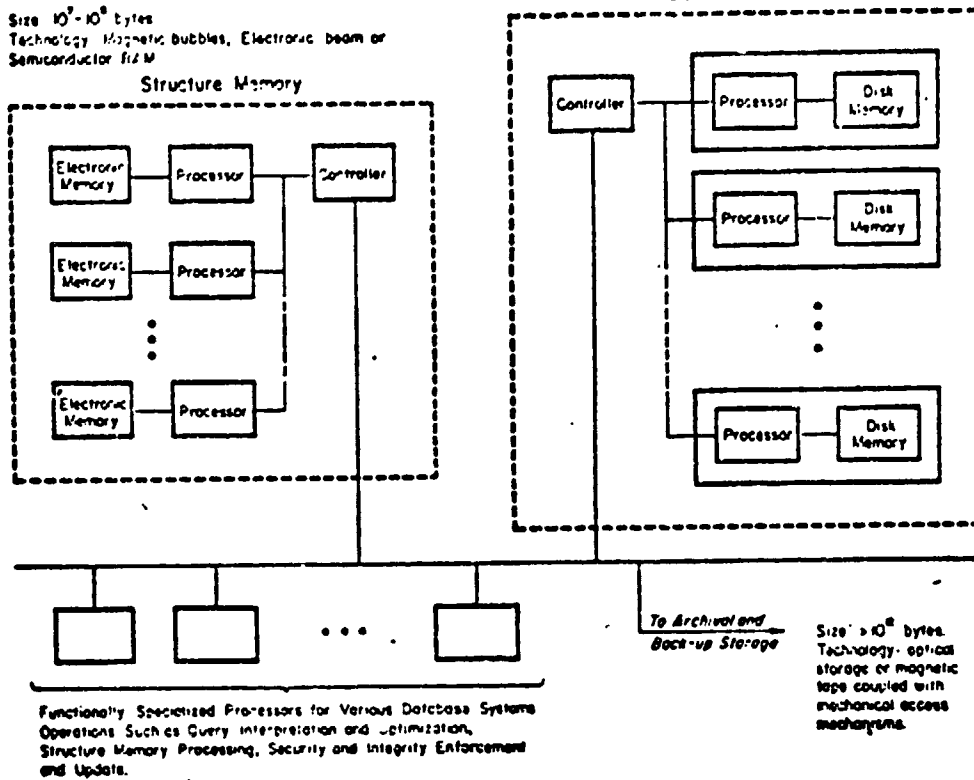 Size: 10⁷-10⁸ bytes
Technology: Magnetic bubbles, Electronic beam or
Semiconductor RAM
Structure Memory
Electronic
Memory
Processor
Controller
Electronic
Memory
Processor
Electronic
Memory
Processor
Controller
Processor
Disk
Memory
Processor
Disk
Memory
Processor
Disk
Memory
To Archival and
Back-up Storage
Size: bytes.
Technology: optical
storage or magnetic
tape coupled with
mechanical access
mechanisms.
Functionally Specialized Processors for Various Database Systems
Operations Such as Query Interpretation and Optimization,
Structure Memory Processing, Security and Integrity Enforcement
and Update.